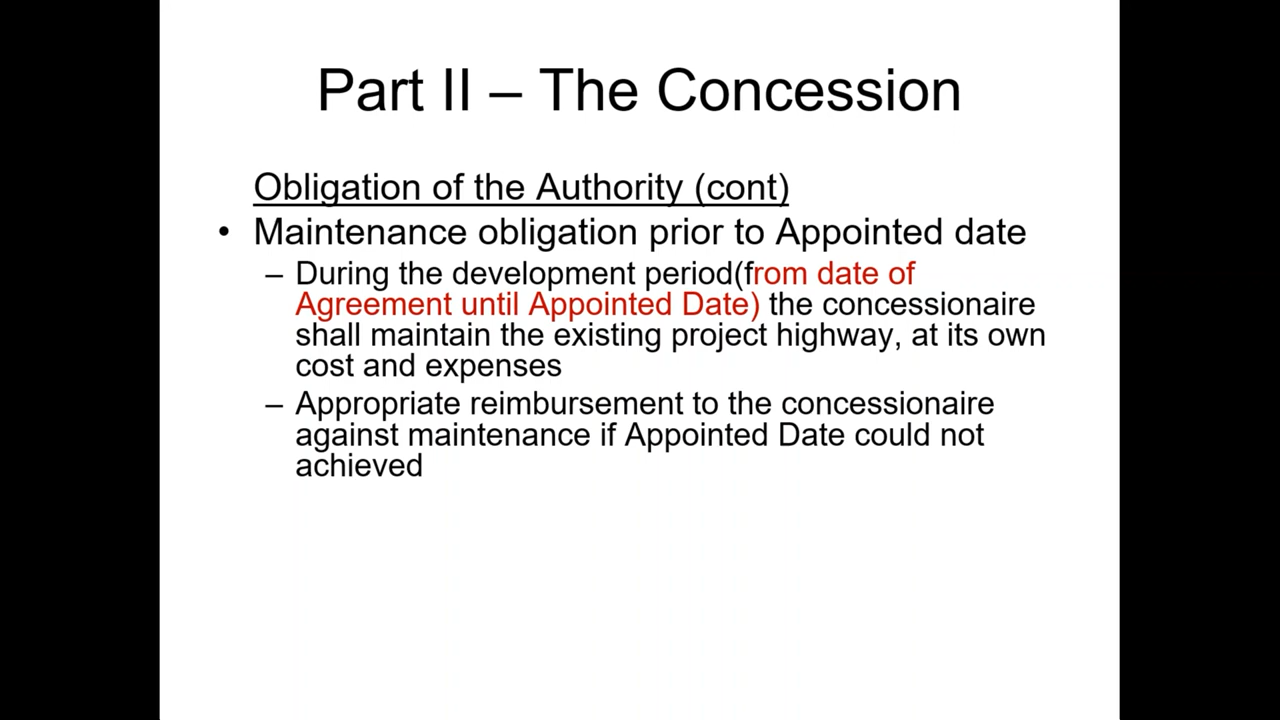 Part II – The Concession
Obligation of the Authority (cont)
• Maintenance obligation prior to Appointed date
– During the development period(from date of
Agreement until Appointed Date) the concessionaire
shall maintain the existing project highway, at its own
cost and expenses
– Appropriate reimbursement to the concessionaire
against maintenance if Appointed Date could not
achieved